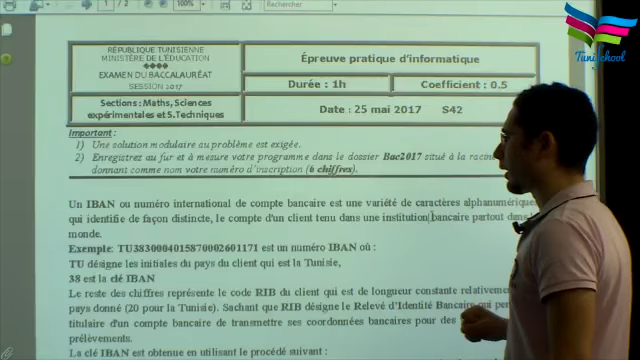 1 / 2
100%
Rechercher
TuniSchool
RÉPUBLIQUE TUNISIENNE
MINISTÈRE DE L'ÉDUCATION
EXAMEN DU BACCALAURÉAT
SESSION 2017
Épreuve pratique d'informatique
Durée : 1h
Coefficient : 0.5
Sections : Maths, Sciences
expérimentales et S.Techniques
Date : 25 mai 2017 S42
Important :
1) Une solution modulaire au problème est exigée.
2) Enregistrez au fur et à mesure votre programme dans le dossier Bac2017 situé à la racine
donnant comme nom votre numéro d'inscription (6 chiffres).
Un IBAN ou numéro international de compte bancaire est une variété de caractères alphanumériques
qui identifie de façon distincte, le compte d'un client tenu dans une institution bancaire partout dans
monde.
Exemple : TU3830004015870002601171 est un numéro IBAN où :
TU désigne les initiales du pays du client qui est la Tunisie,
38 est la clé IBAN
Le reste des chiffres représente le code RIB du client qui est de longueur constante relativement
pays donné (20 pour la Tunisie). Sachant que RIB désigne le Relevé d'Identité Bancaire qui
titulaire d'un compte bancaire de transmettre ses coordonnées bancaires pour des
prélèvements.
La clé IBAN est obtenue en utilisant le procédé suivant :